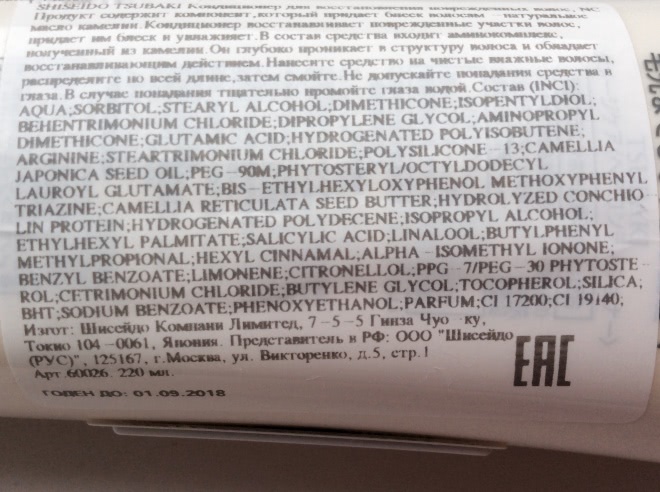 SHISEIDO TSUBAKI Кондиционер для восстановления поврежденных волос, NC
Продукт содержит компонент, который придает блеск волосам - натуральное
масло камелии. Кондиционер восстанавливает поврежденные участки волос,
придает им блеск и увлажняет. В состав средства входит аминокомплекс,
полученный из камелии. Он глубоко проникает в структуру волоса и обладает
восстанавливающим действием. Нанесите средство на чистые влажные волосы,
распределяйте по всей длине, затем смойте. Не допускайте попадания средства в
глаза. В случае попадания тщательно промойте глаза водой. Состав (INCI):
AQUA;SORBITOL;STEARYL ALCOHOL;DIMETHICONE;ISOPENTYLDIOL;
BEHENTRIMONIUM CHLORIDE;DIPROPYLENE GLYCOL;AMINOPROPYL
DIMETHICONE;GLUTAMIC ACID;HYDROGENATED POLYISOBUTENE;
ARGININE;STEARTRIMONIUM CHLORIDE;POLYSILICONE-13;CAMELLIA
JAPONICA SEED OIL;PEG-90M;PHYTOSTERYL/OCTYLDODECYL
LAUROYL GLUTAMATE;BIS-ETHYLHEXYLOXYPHENOL METHOXYPHENYL
TRIAZINE;CAMELLIA RETICULATA SEED BUTTER;HYDROLYZED CONCHIO
LIN PROTEIN;HYDROGENATED POLYDECENE;ISOPROPYL ALCOHOL;
ETHYLHEXYL PALMITATE;SALICYLIC ACID;LINALOOL;BUTYLPHENYL
METHYLPROPIONAL;HEXYL CINNAMAL;ALPHA-ISOMETHYL IONONE;
BENZYL BENZOATE;LIMONENE;CITRONELLOL;PPG-7/PEG-30 PHYTOSTE-
ROL;CETRIMONIUM CHLORIDE;BUTYLENE GLYCOL;TOCOPHEROL;SILICA;
BHT;SODIUM BENZOATE;PHENOXYETHANOL;PARFUM;CI 17200;CI 19140;
Изгот: Шисейдо Компани Лимитед, 7-5-5 Гинза Чуо-ку,
Токио 104-0061, Япония. Представитель в РФ: ООО "Шисейдо
(РУС)", 125167, г.Москва, ул. Викторенко, д.5, стр.1
Арт.60026. 220 мл.
EAC
ГОДЕН ДО: 01.09.2018